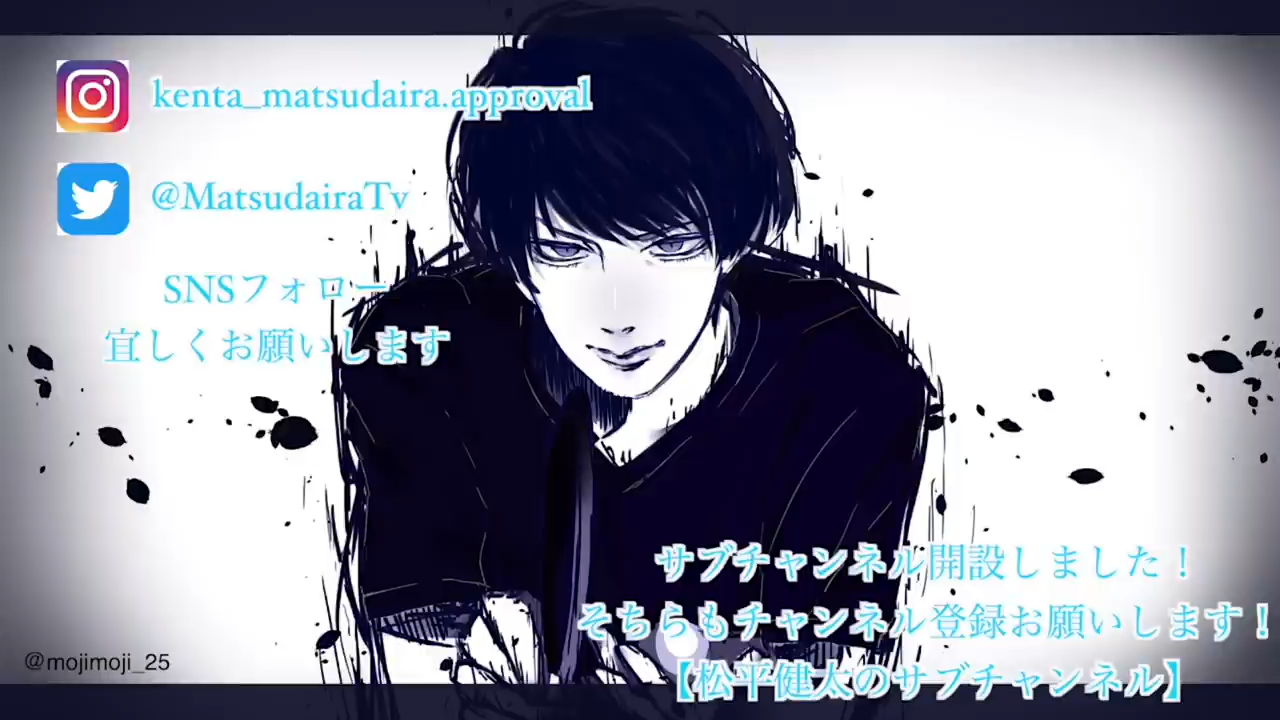 kenta_matsudaira.approval
@MatsudairaTv
SNSフォロー
宜しくお願いします
サブチャンネル開設しました！
そちらもチャンネル登録お願いします！
【松平健太のサブチャンネル】
@mojimoji_25